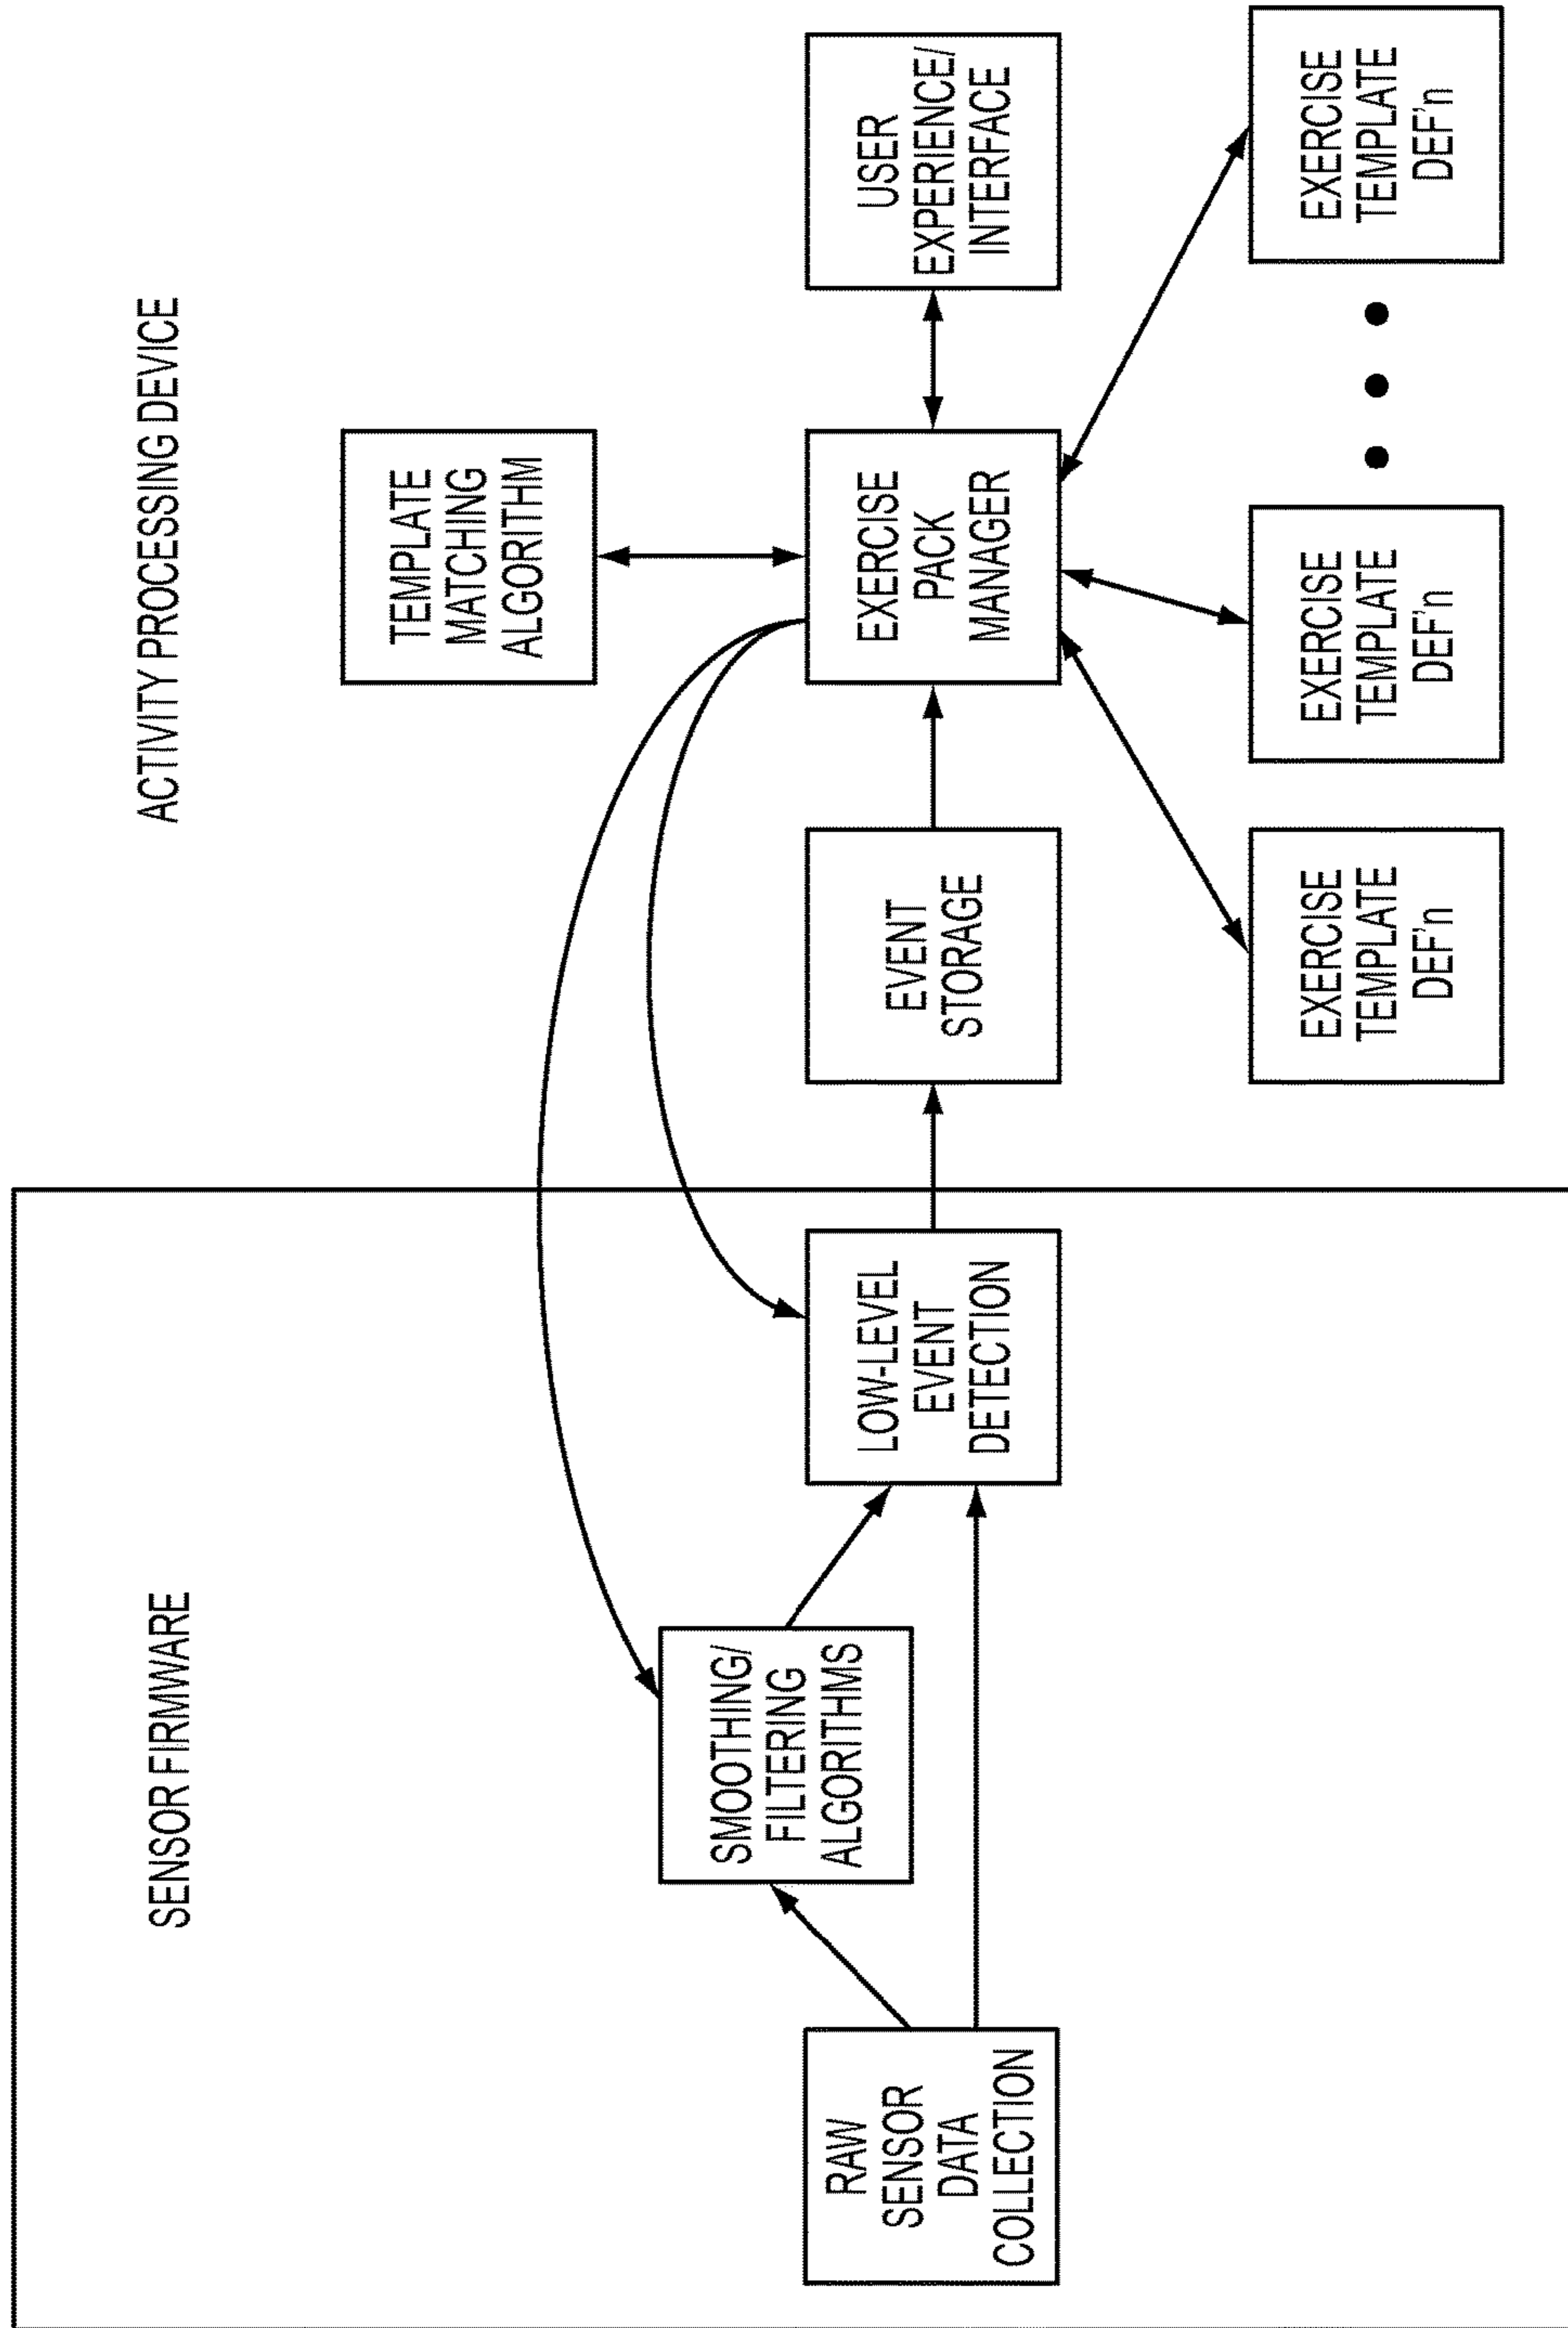 SENSOR FIRMWARE
ACTIVITY PROCESSING DEVICE
RAW
SENSOR
DATA
COLLECTION
SMOOTHING/
FILTERING
ALGORITHMS
LOW-LEVEL
EVENT
DETECTION
EVENT
STORAGE
TEMPLATE
MATCHING
ALGORITHM
EXERCISE
PACK
MANAGER
USER
EXPERIENCE/
INTERFACE
EXERCISE
TEMPLATE
DEF'n
EXERCISE
TEMPLATE
DEF'n
EXERCISE
TEMPLATE
DEF'n